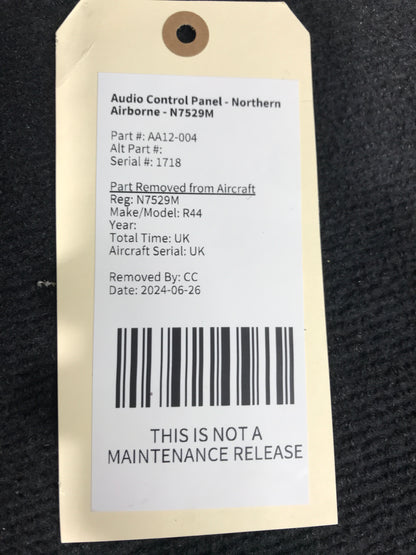 Audio Control Panel - Northern
Airborne - N7529M
Part #: AA12-004
Alt Part #:
Serial #: 1718
Part Removed from Aircraft
Reg: N7529M
Make/Model: R44
Year:
Total Time: UK
Aircraft Serial: UK
Removed By: CC
Date: 2024-06-26
THIS IS NOT A
MAINTENANCE RELEASE